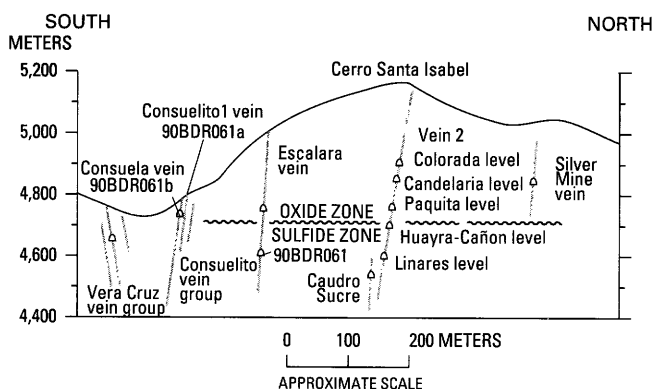 SOUTH
METERS
NORTH
5,200
5,000
4,800
4,600
4,400
Cerro Santa Isabel
Consuelito1 vein
90BDR061a
Consuela vein
90BDR061b
Escalara
vein
Vein 2
Colorada level
Candelaria level
Paquita level
Silver
Mine
vein
OXIDE ZONE
SULFIDE ZONE
Huayra-Cañon level
90BDR061
Linares level
Consuelito
vein
group
Caudro
Sucre
Vera Cruz
vein group
0 100 200 METERS
APPROXIMATE SCALE